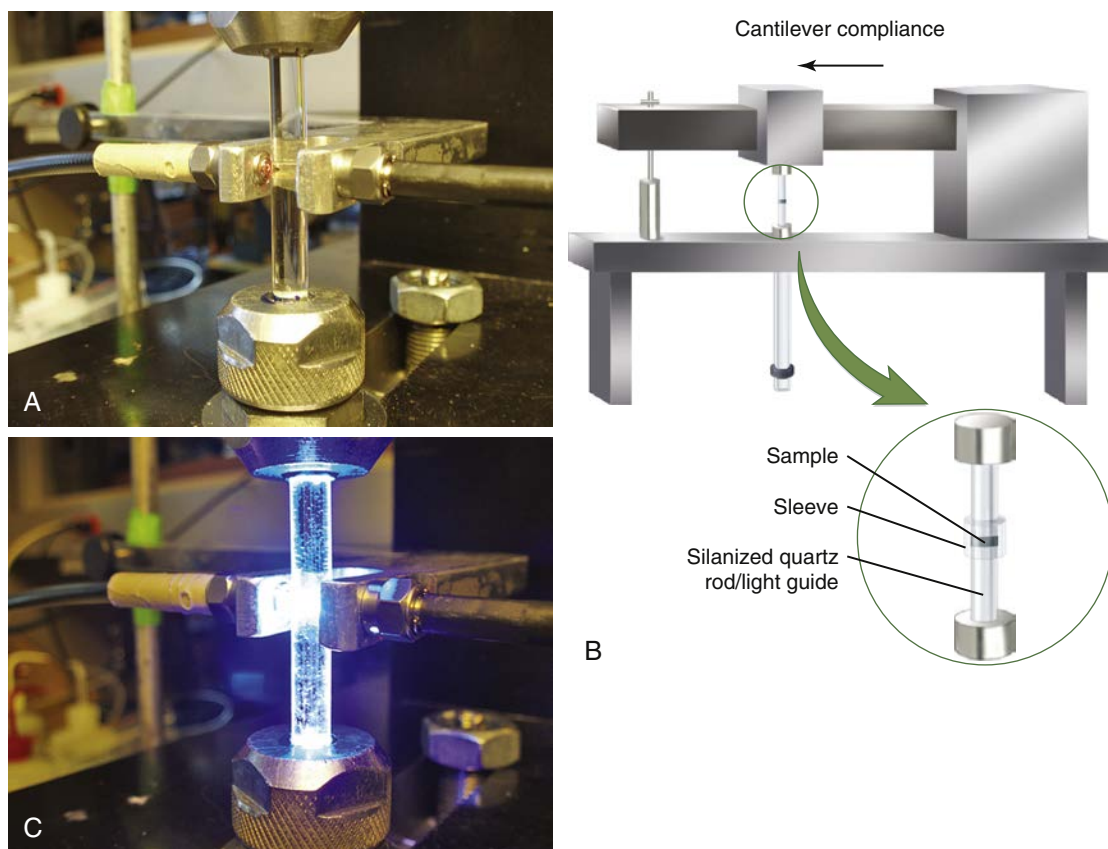 A
Cantilever compliance
Sample
Sleeve
Silanized quartz
rod/light guide
B
C